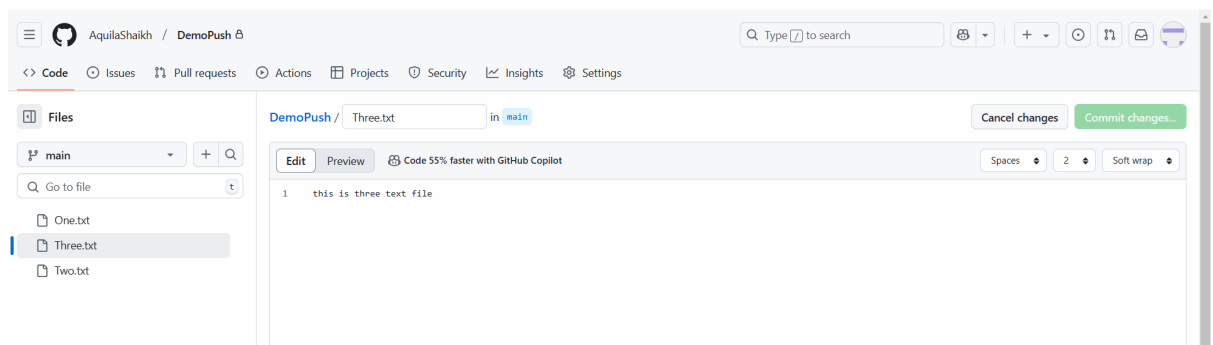 AquilaShaikh / DemoPush
Type / to search
Code Issues Pull requests Actions Projects Security Insights Settings
Files
DemoPush / Three.txt in main
Cancel changes Commit changes...
main
Edit Preview Code 55% faster with GitHub Copilot
Spaces 2 Soft wrap
Go to file t
1 this is three text file
One.txt
Three.txt
Two.txt